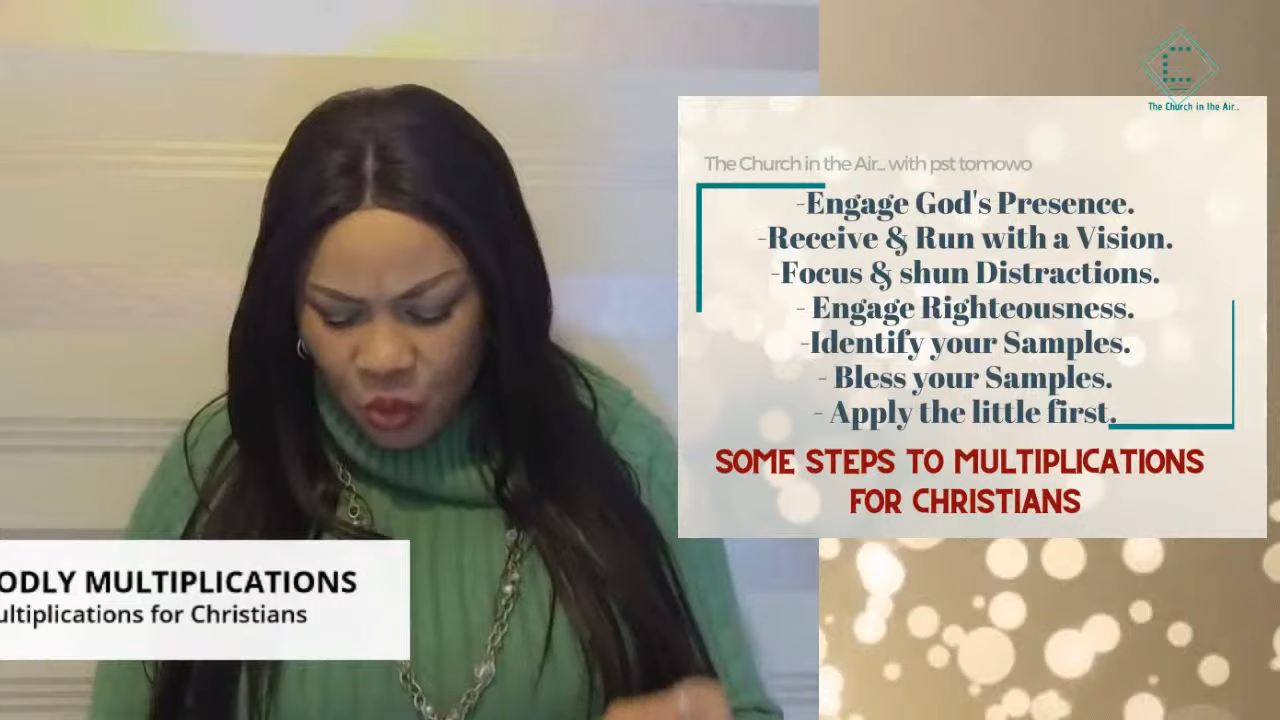 The Church in the Air..
The Church in the Air... with pst tomowo
-Engage God's Presence.
-Receive & Run with a Vision.
-Focus & shun Distractions.
- Engage Righteousness.
-Identify your Samples.
- Bless your Samples.
- Apply the little first.
SOME STEPS TO MULTIPLICATIONS
FOR CHRISTIANS
ODLY MULTIPLICATIONS
ultiplications for Christians